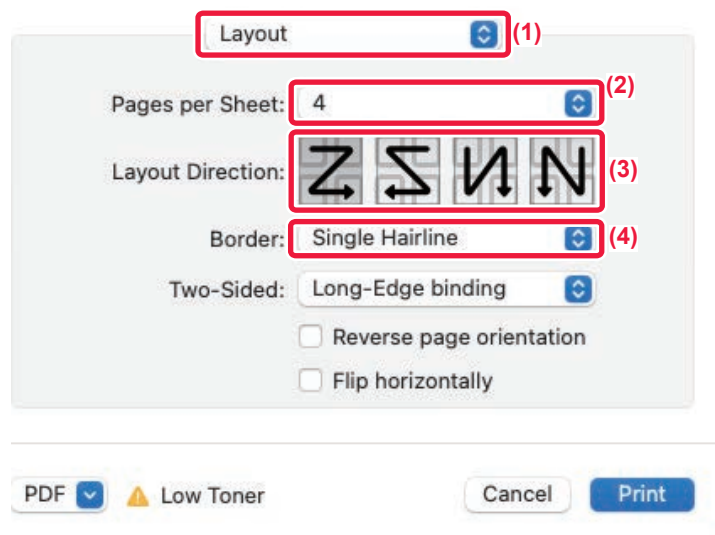 Layout (1)
Pages per Sheet: 4 (2)
Layout Direction: (3)
Border: Single Hairline (4)
Two-Sided: Long-Edge binding
Reverse page orientation
Flip horizontally
PDF Low Toner Cancel Print